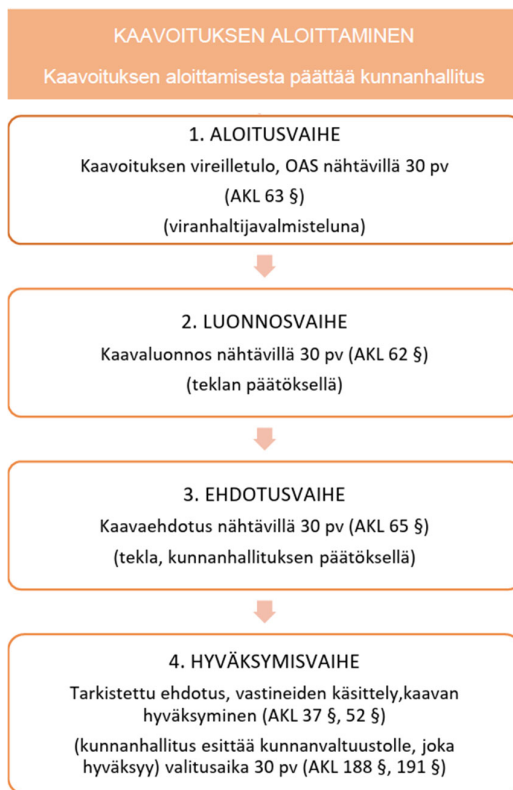 KAAVOITUKSEN ALOITTAMINEN
Kaavoituksen aloittamisesta päättää kunnanhallitus
1. ALOITUSVAIHE
Kaavoituksen vireilletulo, OAS nähtävillä 30 pv
(AKL 63 §)
(viranhaltijavalmisteluna)
2. LUONNOSVAIHE
Kaavaluonnos nähtävillä 30 pv (AKL 62 §)
(teklan päätöksellä)
3. EHDOTUSVAIHE
Kaavaehdotus nähtävillä 30 pv (AKL 65 §)
(tekla, kunnanhallituksen päätöksellä)
4. HYVÄKSYMISVAIHE
Tarkistettu ehdotus, vastineiden käsittely,kaavan
hyväksyminen (AKL 37 §, 52 §)
(kunnanhallitus esittää kunnanvaltuustolle, joka
hyväksyy) valitusaika 30 pv (AKL 188 §, 191 §)